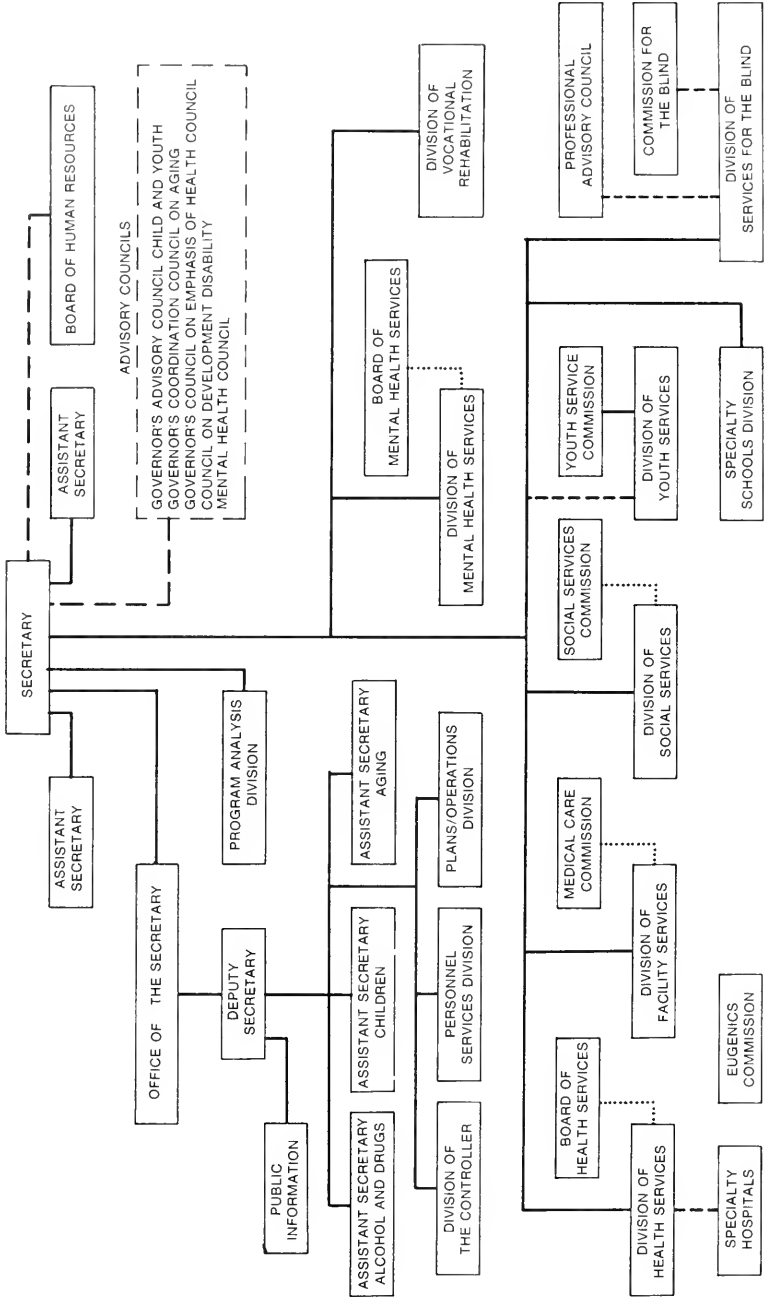 SECRETARY
ASSISTANT
SECRETARY
ASSISTANT
SECRETARY
BOARD OF HUMAN RESOURCES
OFFICE OF THE SECRETARY
PROGRAM ANALYSIS
DIVISION
ADVISORY COUNCILS
GOVERNOR'S ADVISORY COUNCIL CHILD AND YOUTH
GOVERNOR'S COORDINATION COUNCIL ON AGING
GOVERNOR'S COUNCIL ON EMPHASIS OF HEALTH COUNCIL
COUNCIL ON DEVELOPMENT DISABILITY
MENTAL HEALTH COUNCIL
DEPUTY
SECRETARY
PUBLIC
INFORMATION
ASSISTANT SECRETARY
ALCOHOL AND DRUGS
ASSISTANT SECRETARY
CHILDREN
ASSISTANT SECRETARY
AGING
DIVISION OF
THE CONTROLLER
PERSONNEL
SERVICES DIVISION
PLANS/OPERATIONS
DIVISION
BOARD OF
MENTAL HEALTH SERVICES
DIVISION OF
MENTAL HEALTH SERVICES
DIVISION OF
VOCATIONAL
REHABILITATION
BOARD OF
HEALTH SERVICES
DIVISION OF
HEALTH SERVICES
SPECIALTY
HOSPITALS
EUGENICS
COMMISSION
MEDICAL CARE
COMMISSION
DIVISION OF
FACILITY SERVICES
SOCIAL SERVICES
COMMISSION
DIVISION OF
SOCIAL SERVICES
YOUTH SERVICE
COMMISSION
DIVISION OF
YOUTH SERVICES
SPECIALTY
SCHOOLS DIVISION
PROFESSIONAL
ADVISORY COUNCIL
COMMISSION FOR
THE BLIND
DIVISION OF
SERVICES FOR THE BLIND